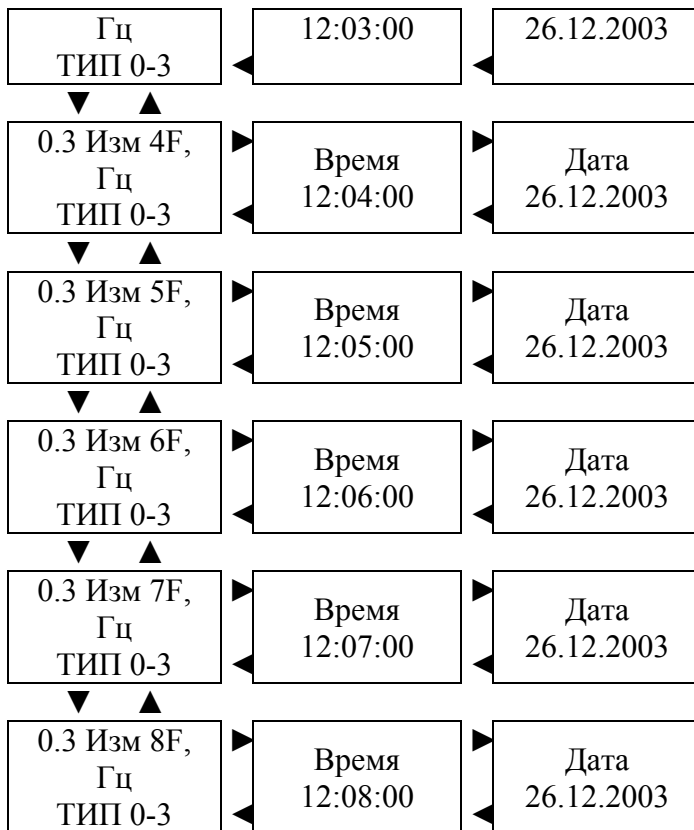 Гц
ТИП 0-3
12:03:00
26.12.2003
0.3 Изм 4F,
Гц
ТИП 0-3
Время
12:04:00
Дата
26.12.2003
0.3 Изм 5F,
Гц
ТИП 0-3
Время
12:05:00
Дата
26.12.2003
0.3 Изм 6F,
Гц
ТИП 0-3
Время
12:06:00
Дата
26.12.2003
0.3 Изм 7F,
Гц
ТИП 0-3
Время
12:07:00
Дата
26.12.2003
0.3 Изм 8F,
Гц
ТИП 0-3
Время
12:08:00
Дата
26.12.2003